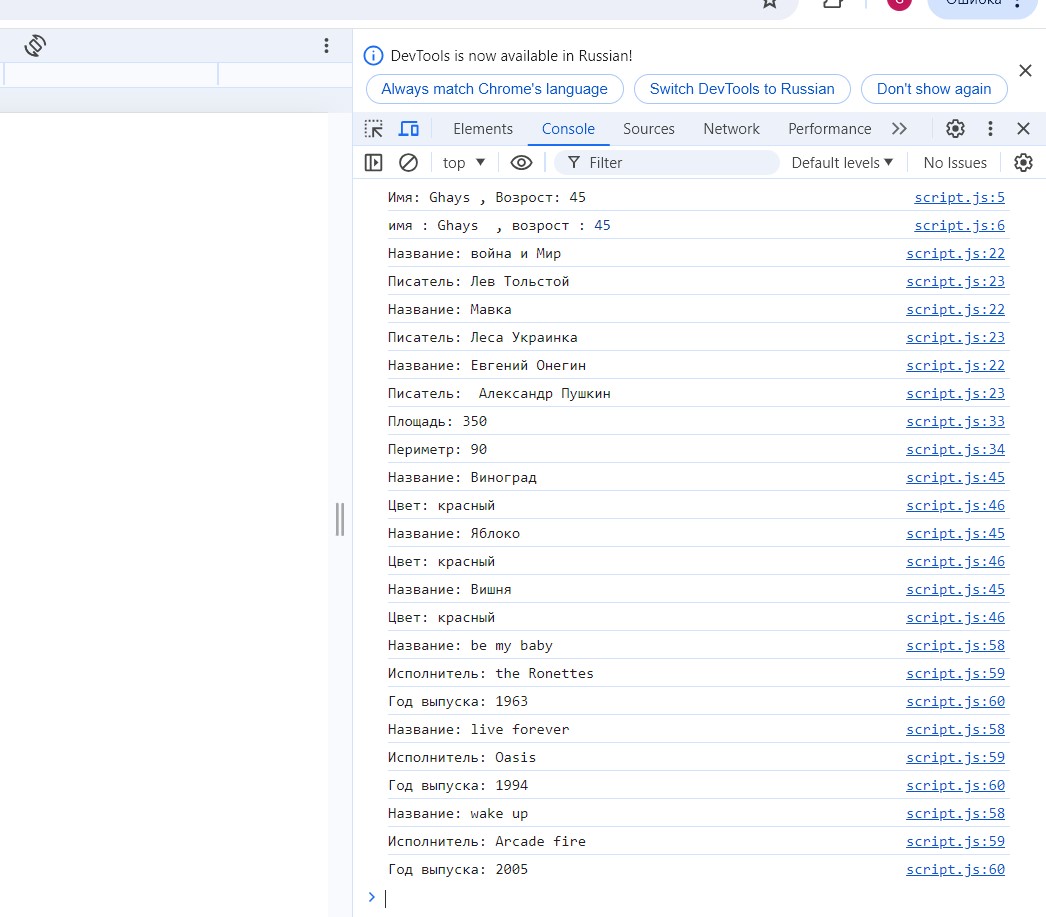 Ошибка
DevTools is now available in Russian!
Always match Chrome's language Switch DevTools to Russian Don't show again
Elements Console Sources Network Performance
top Filter Default levels No Issues
Имя: Ghays , Возрост: 45 script.js:5
имя : Ghays  , возрост : 45 script.js:6
Название: война и Мир script.js:22
Писатель: Лев Тольстой script.js:23
Название: Мавка script.js:22
Писатель: Леса Украинка script.js:23
Название: Евгений Онегин script.js:22
Писатель:  Александр Пушкин script.js:23
Площадь: 350 script.js:33
Периметр: 90 script.js:34
Название: Виноград script.js:45
Цвет: красный script.js:46
Название: Яблоко script.js:45
Цвет: красный script.js:46
Название: Вишня script.js:45
Цвет: красный script.js:46
Название: be my baby script.js:58
Исполнитель: the Ronettes script.js:59
Год выпуска: 1963 script.js:60
Название: live forever script.js:58
Исполнитель: Oasis script.js:59
Год выпуска: 1994 script.js:60
Название: wake up script.js:58
Исполнитель: Arcade fire script.js:59
Год выпуска: 2005 script.js:60